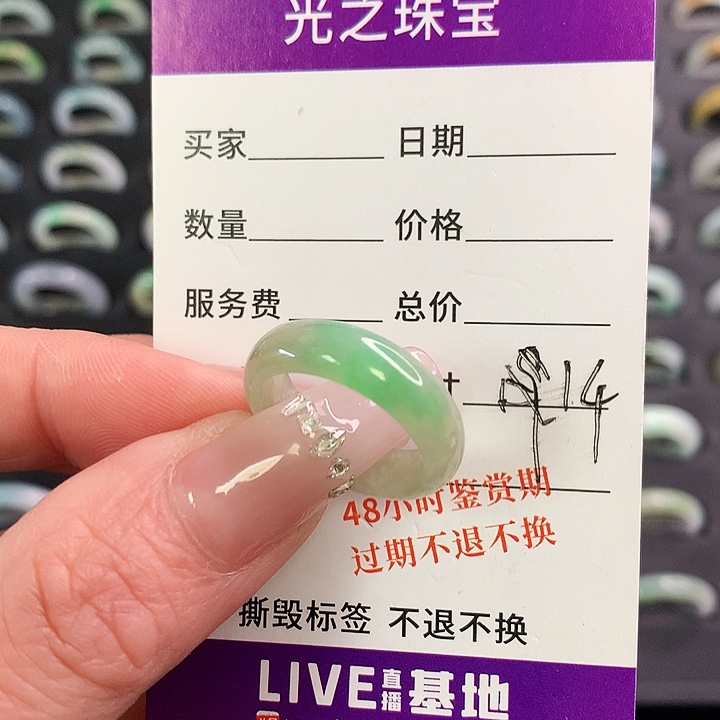 光之珠宝
买家 日期
数量 价格
服务费 总价
14
48小时鉴赏期
过期不退不换
撕毁标签 不退不换
LIVE直播基地